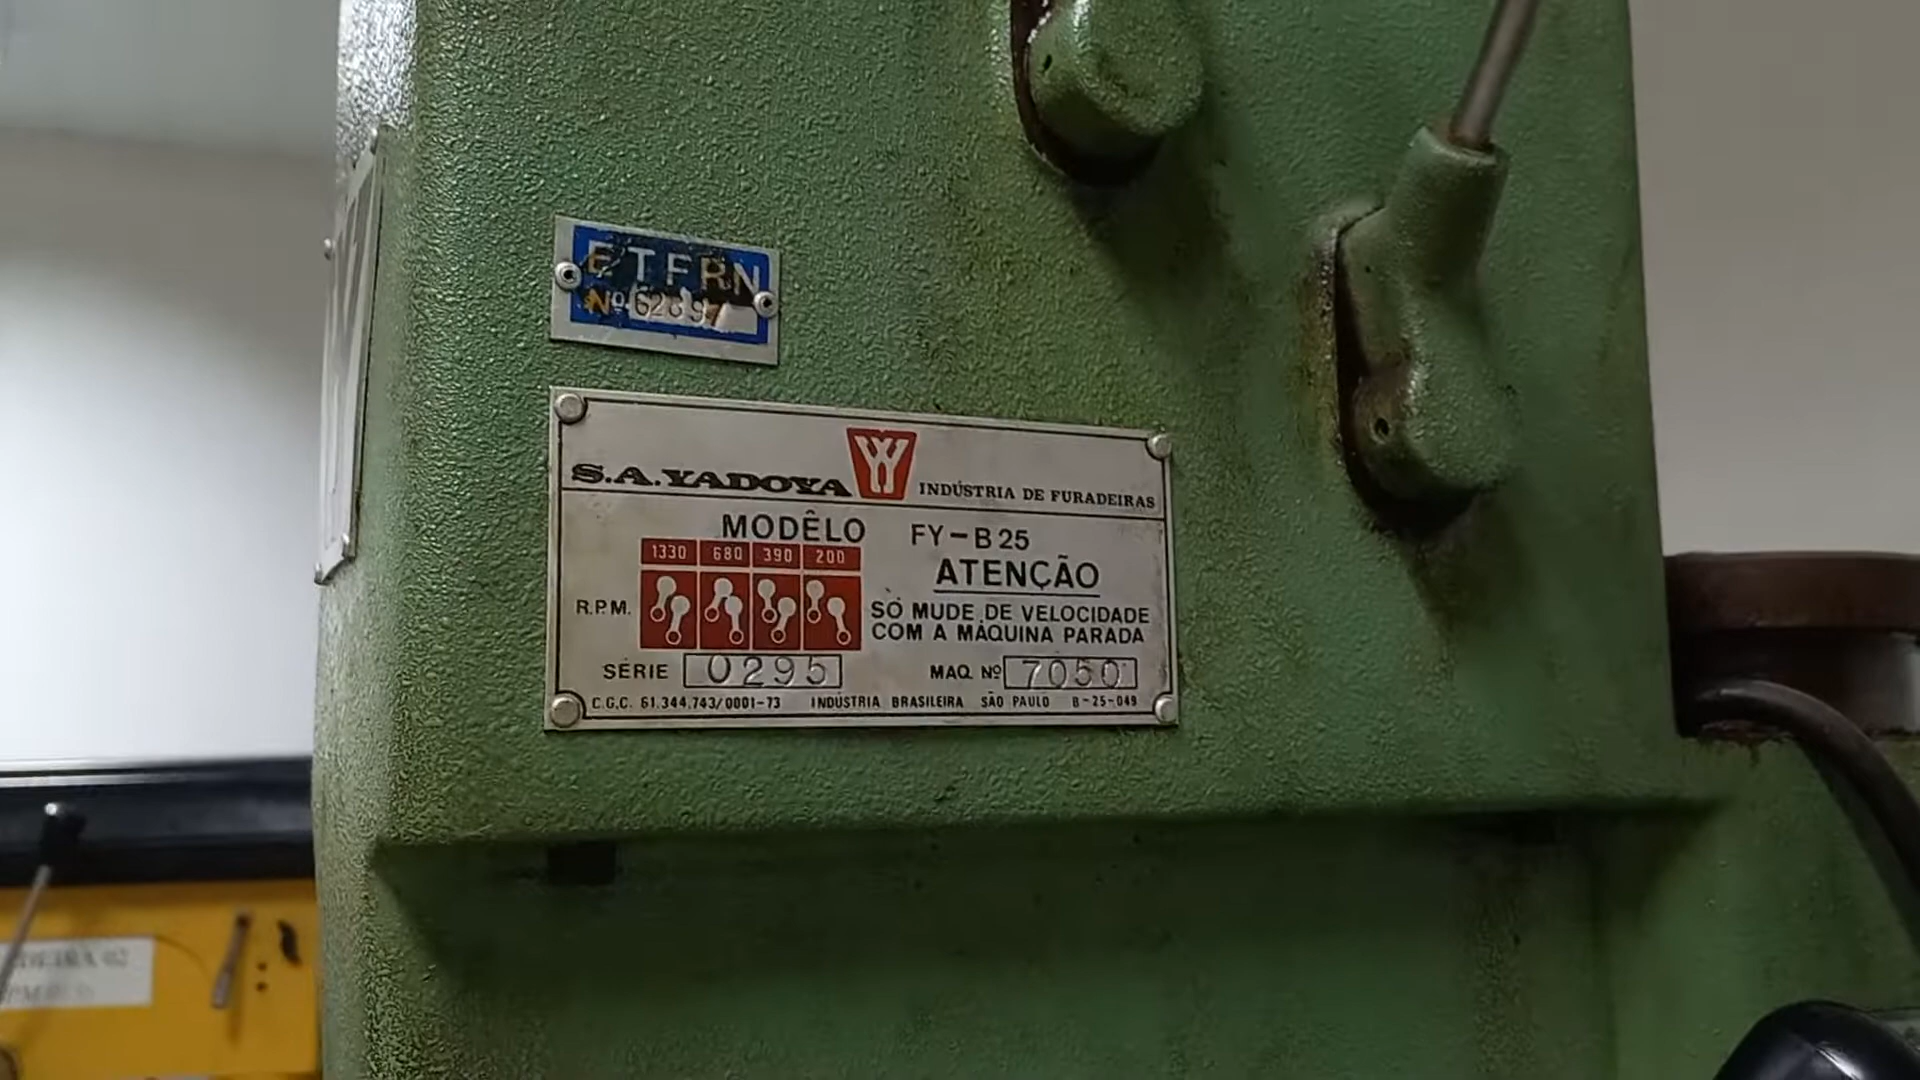 ETFRN
Nº
S.A.YADOYA INDÚSTRIA DE FURADEIRAS
MODÊLO FY-B25
1330 680 390 200
ATENÇÃO
R.P.M.
SÓ MUDE DE VELOCIDADE
COM A MÁQUINA PARADA
SÉRIE 0295 MAQ. Nº 7050
C.G.C. 61.344.743/0001-73 INDÚSTRIA BRASILEIRA SÃO PAULO B-25-049